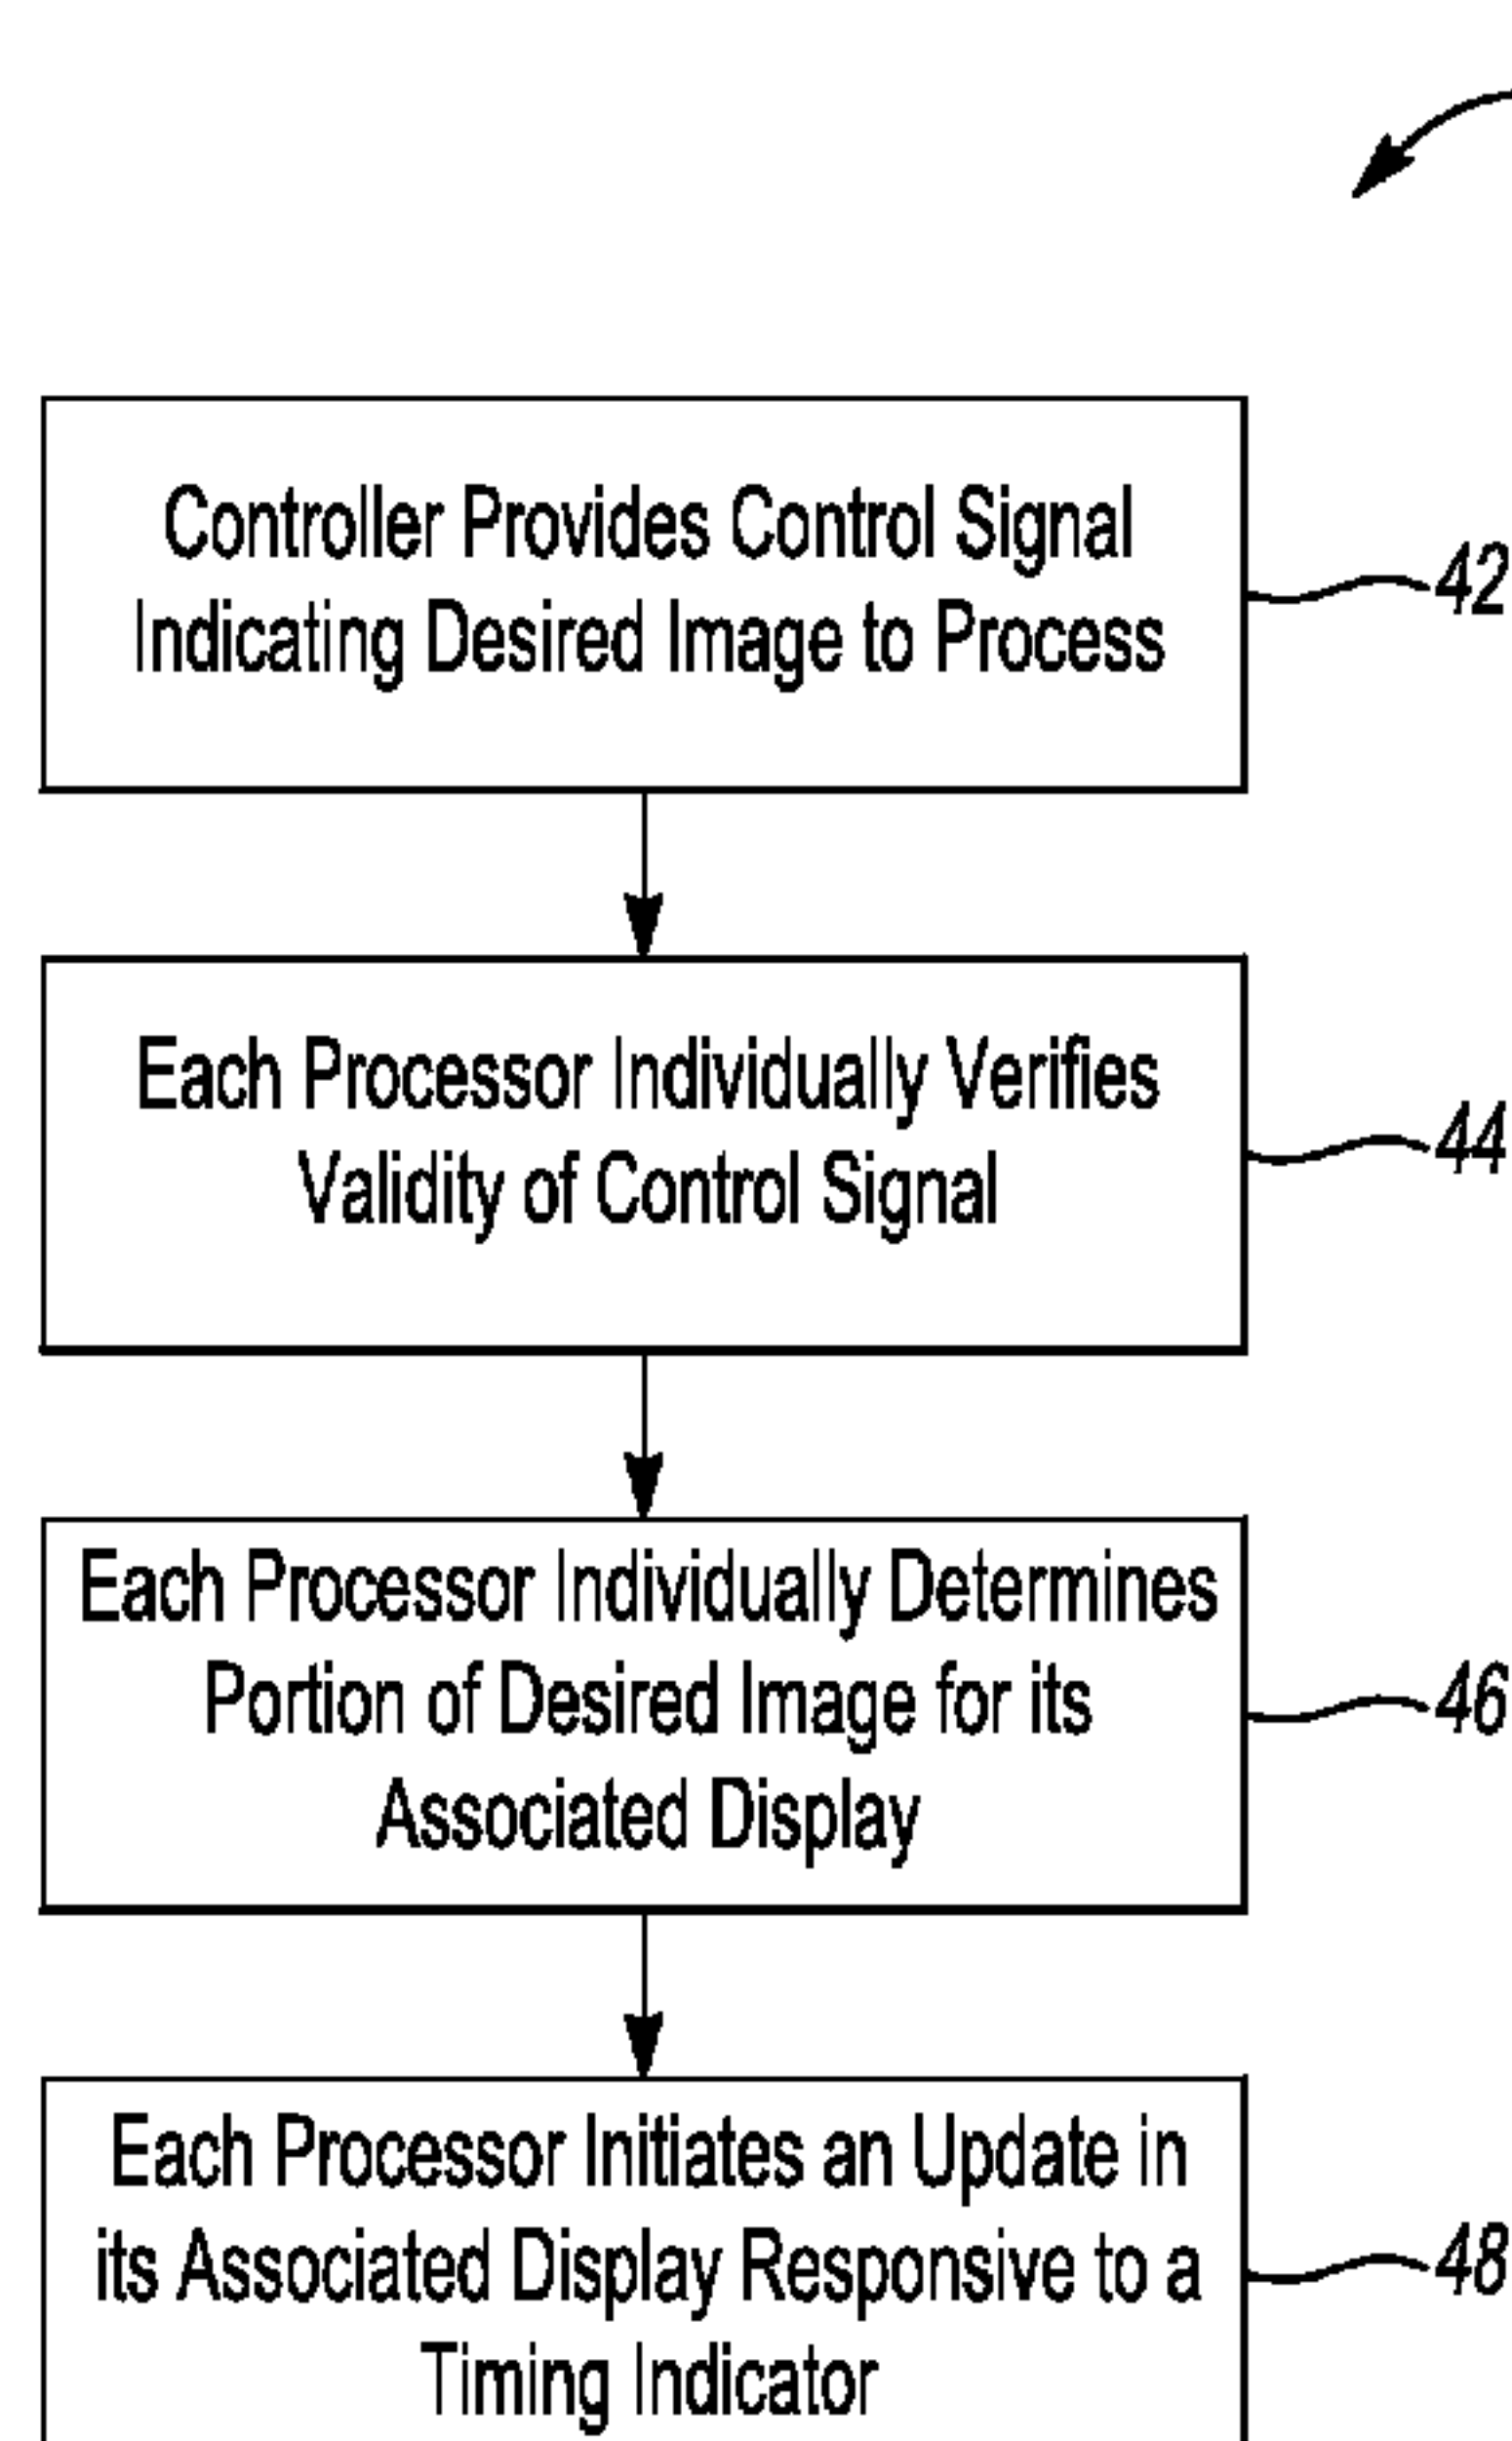 Controller Provides Control Signal
Indicating Desired Image to Process
42
Each Processor Individually Verifies
Validity of Control Signal
44
Each Processor Individually Determines
Portion of Desired Image for its
Associated Display
46
Each Processor Initiates an Update in
its Associated Display Responsive to a
Timing Indicator
48